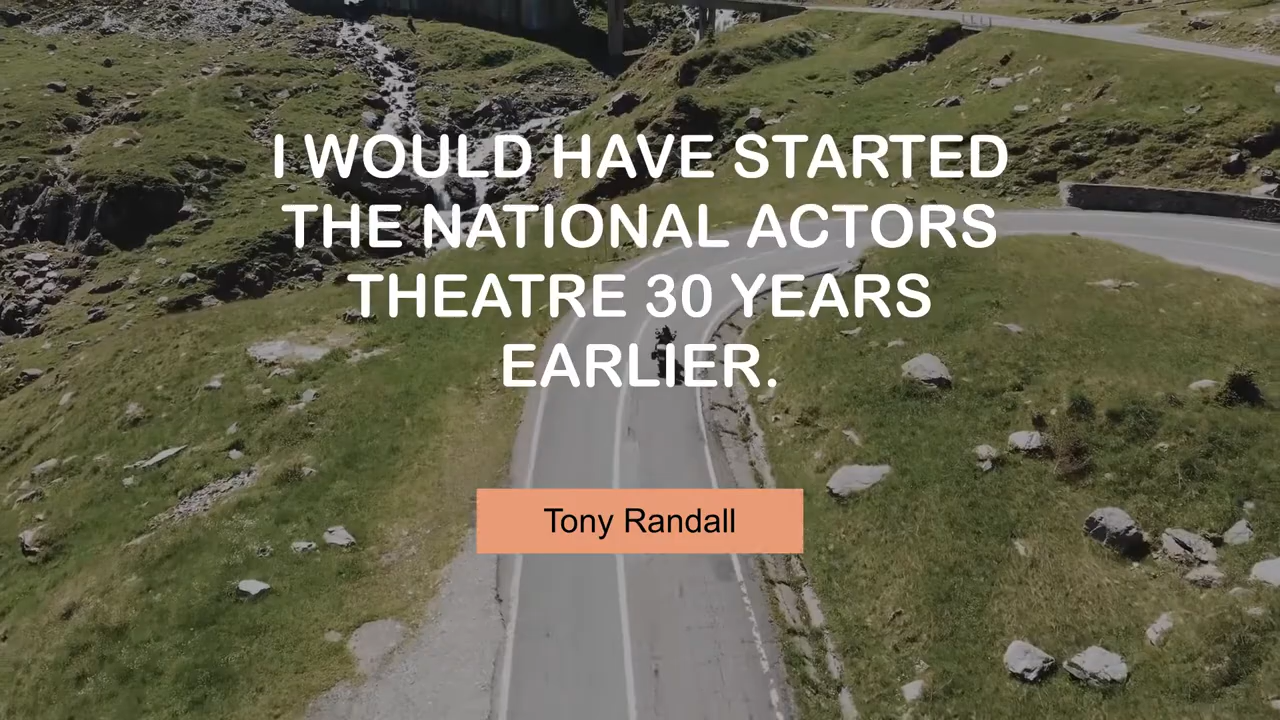 I WOULD HAVE STARTED
THE NATIONAL ACTORS
THEATRE 30 YEARS
EARLIER.
Tony Randall